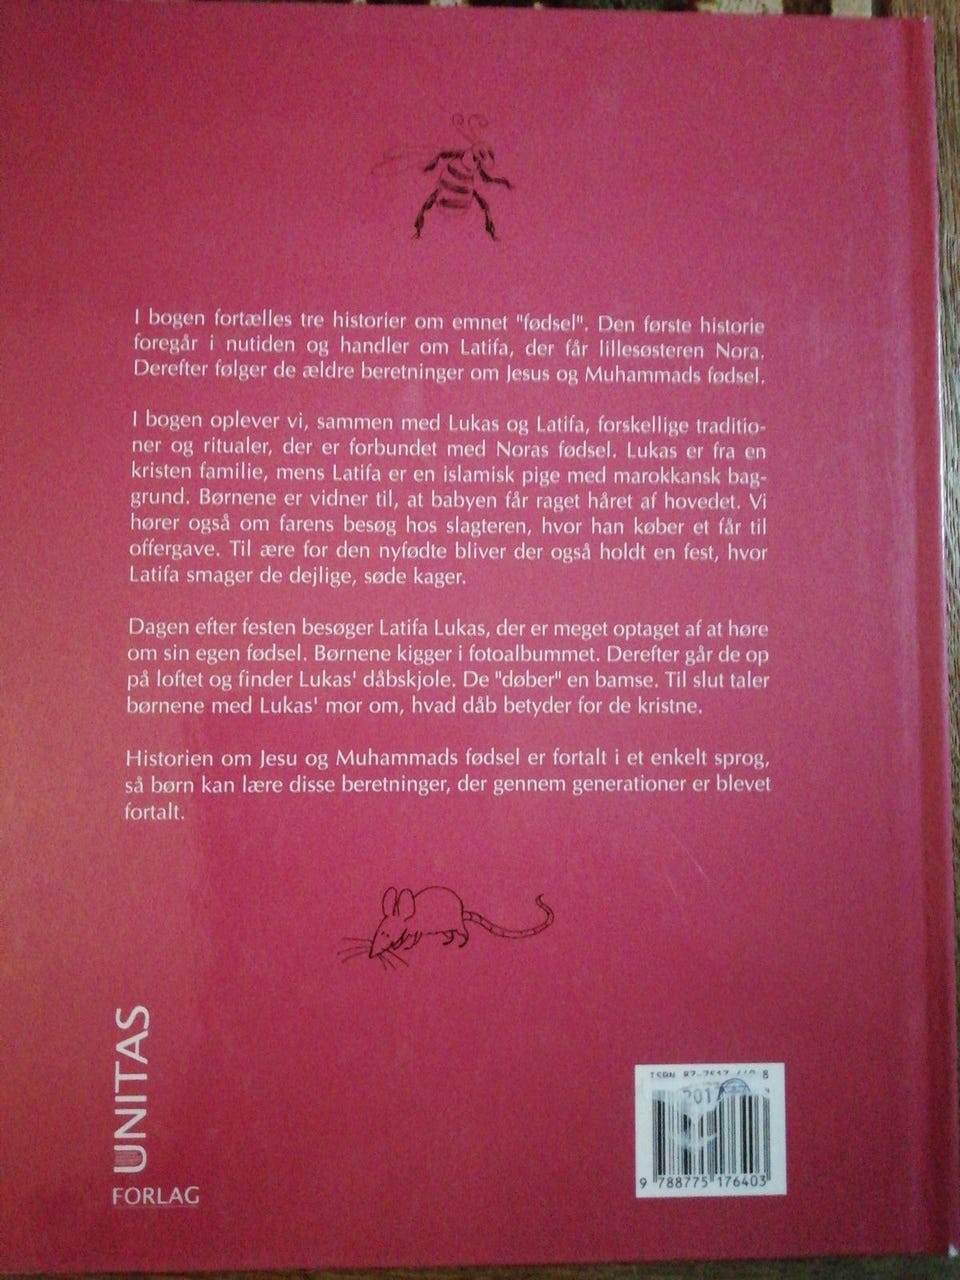 I bogen fortælles tre historier om emnet "fødsel". Den første historie
foregår i nutiden og handler om Latifa, der får lillesøsteren Nora.
Derefter følger de ældre beretninger om Jesus og Muhammads fødsel.
I bogen oplever vi, sammen med Lukas og Latifa, forskellige traditio-
ner og ritualer, der er forbundet med Noras fødsel. Lukas er fra en
kristen familie, mens Latifa er en islamisk pige med marokkansk bag-
grund. Børnene er vidner til, at babyen får raget håret af hovedet. Vi
hører også om farens besøg hos slagteren, hvor han køber et får til
offergave. Til ære for den nyfødte bliver der også holdt en fest, hvor
Latifa smager de dejlige, søde kager.
Dagen efter festen besøger Latifa Lukas, der er meget optaget af at høre
om sin egen fødsel. Børnene kigger i fotoalbummet. Derefter går de op
på loftet og finder Lukas' dåbskjole. De "døber" en bamse. Til slut taler
børnene med Lukas' mor om, hvad dåb betyder for de kristne.
Historien om Jesu og Muhammads fødsel er fortalt i et enkelt sprog,
så børn kan lære disse beretninger, der gennem generationer er blevet
fortalt.
UNITAS
FORLAG
ISBN
2017
9 788775 176403